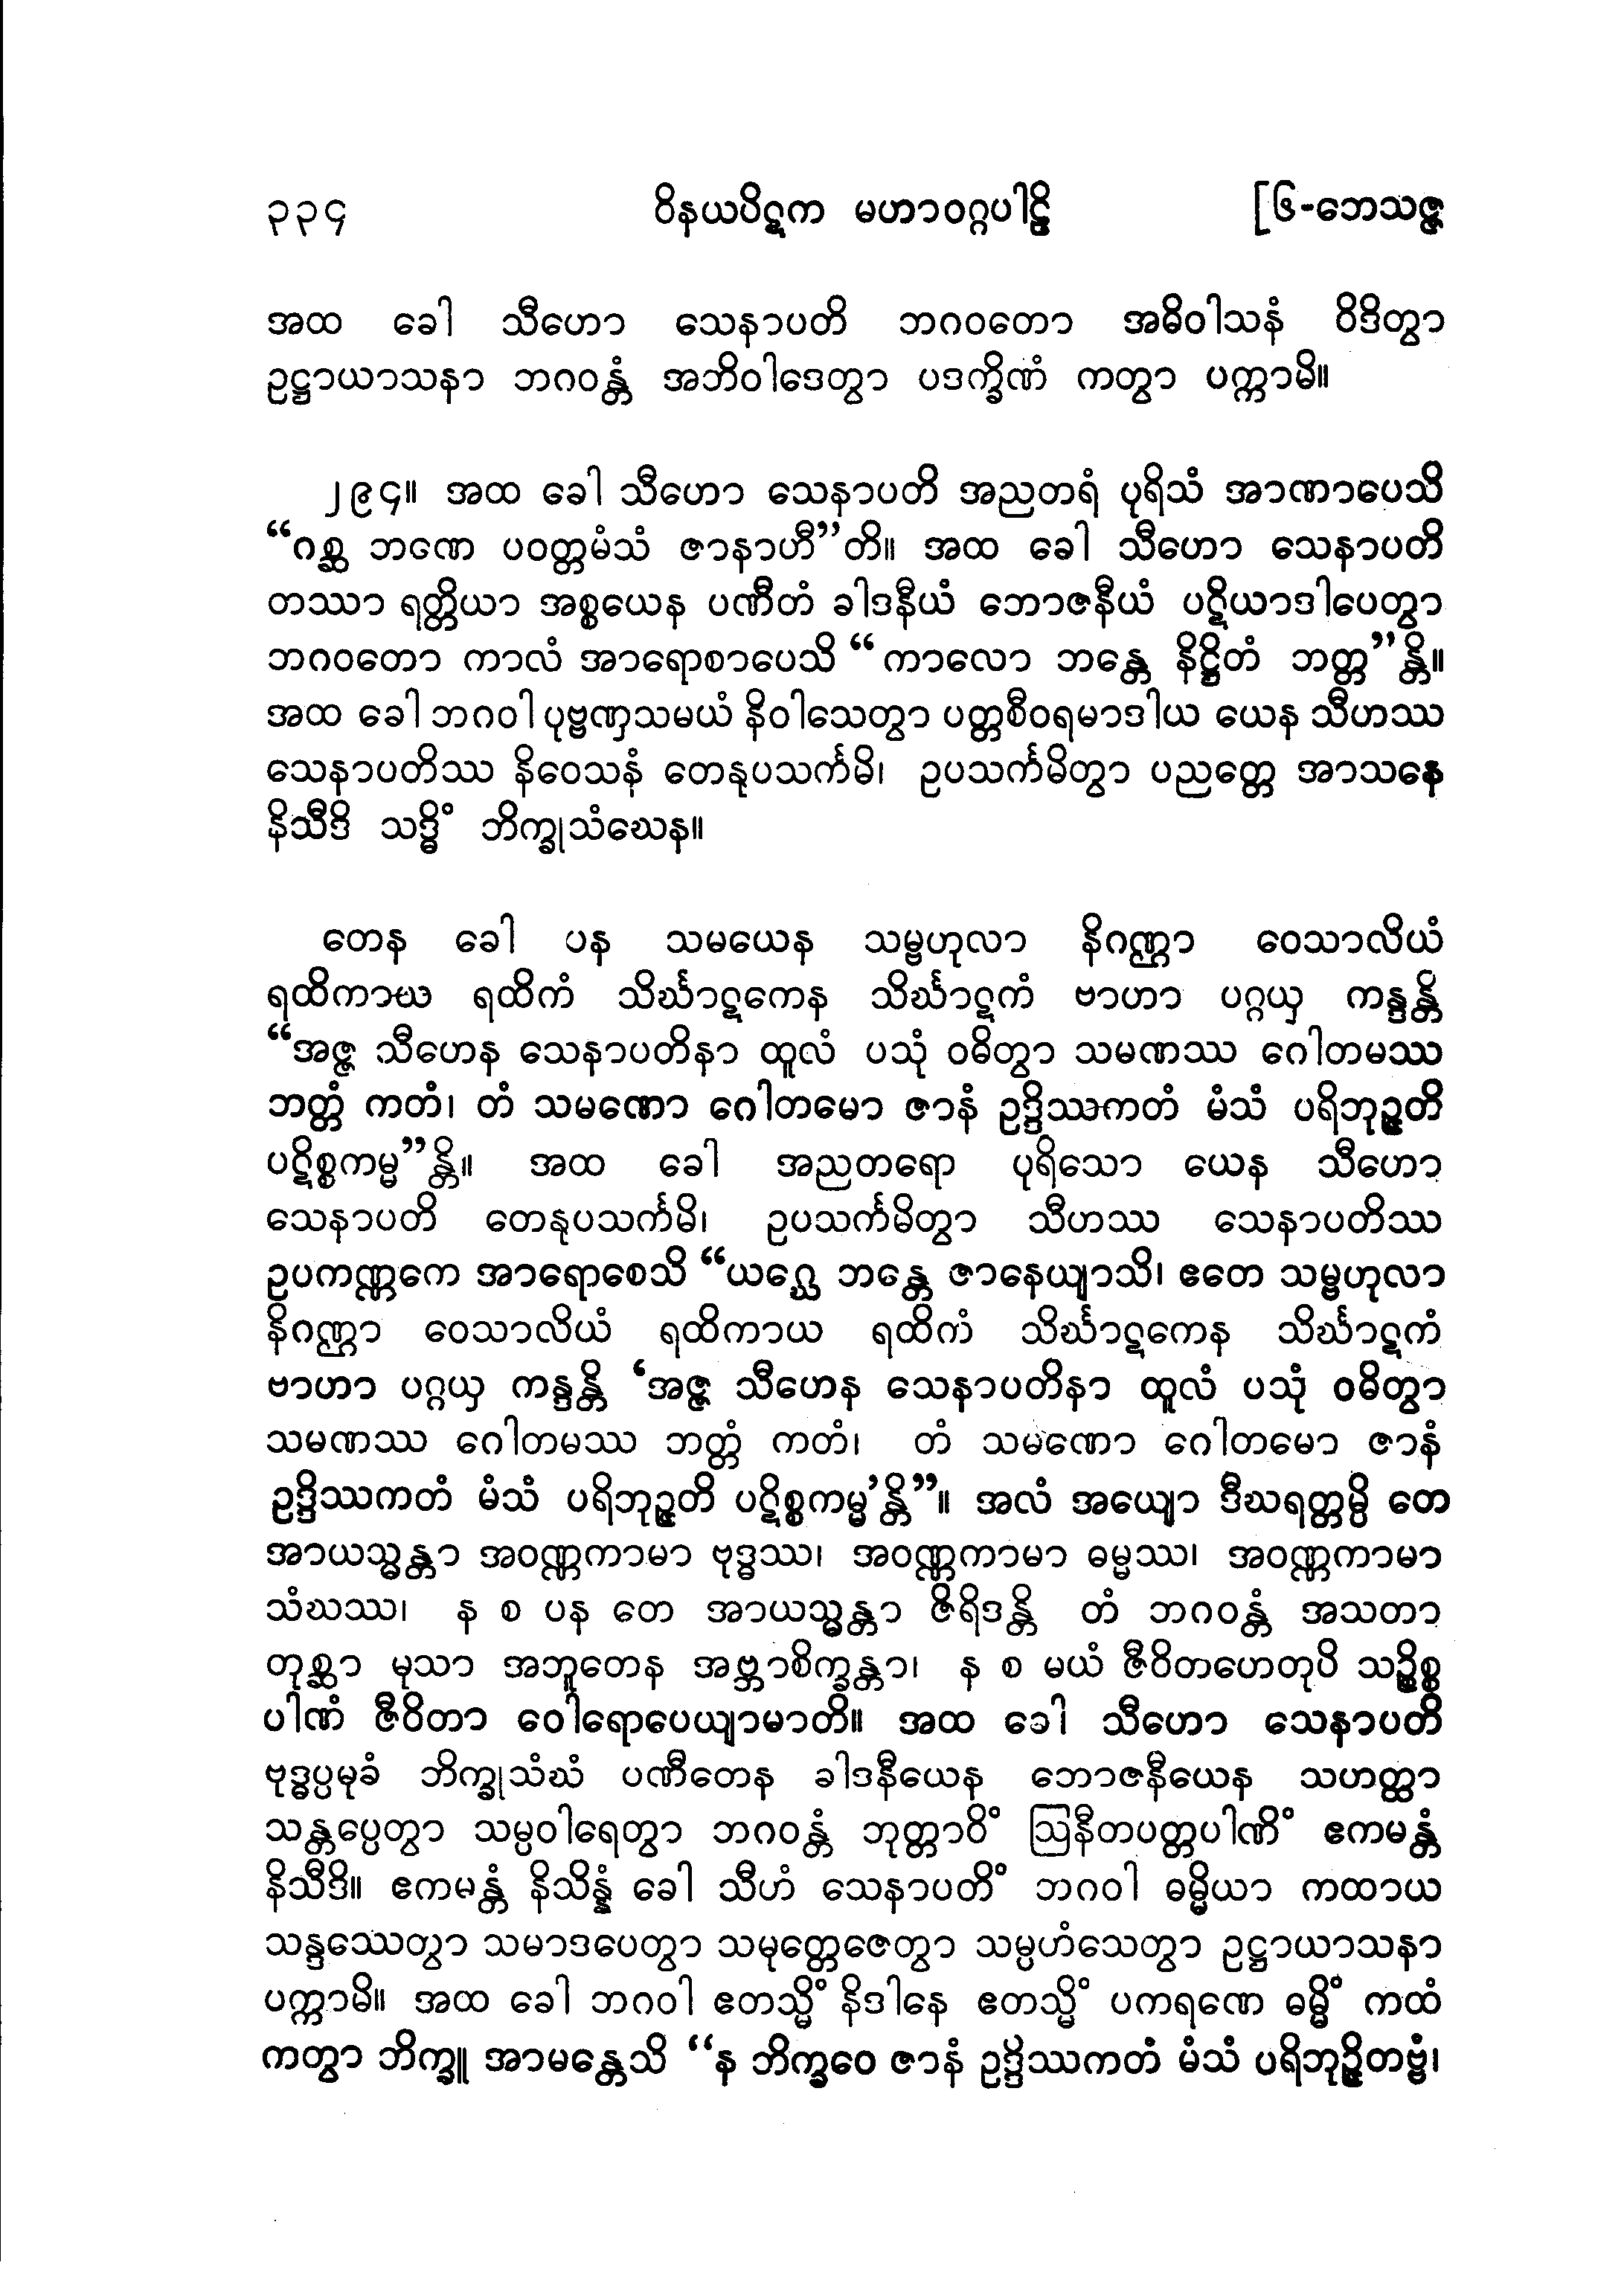 ၃၃၄ ဝိနယပိဋက မဟာဝဂ္ဂပါဠိ [၆-ဘေသဇ္ဇ
အထ ခေါ သီဟော သေနာပတိ ဘဂဝတော အဓိဝါသနံ ဝိဒိတွာ
ဥဋ္ဌာယာသနာ ဘဂဝန္တံ အဘိဝါဒေတွာ ပဒက္ခိဏံ ကတွာ ပက္ကာမိ။
၂၉၄။ အထ ခေါ သီဟော သေနာပတိ အညတရံ ပုရိသံ အာဏာပေသိ
“ဂစ္ဆ ဘဏေ ပဝတ္တမံသံ ဇာနာဟီ”တိ။ အထ ခေါ သီဟော သေနာပတိ
တဿာ ရတ္တိယာ အစ္စယေန ပဏီတံ ခါဒနီယံ ဘောဇနီယံ ပဋိယာဒါပေတွာ
ဘဂဝတော ကာလံ အာရောစာပေသိ “ကာလော ဘန္တေ နိဋ္ဌိတံ ဘတ္တ”န္တိ။
အထ ခေါ ဘဂဝါ ပုဗ္ဗဏှသမယံ နိဝါသေတွာ ပတ္တစီဝရမာဒါယ ယေန သီဟဿ
သေနာပတိဿ နိဝေသနံ တေနုပသင်္ကမိ၊ ဥပသင်္ကမိတွာ ပညတ္တေ အာသနေ
နိသီဒိ သဒ္ဓိံ ဘိက္ခုသံဃေန။
တေန ခေါ ပန သမယေန သမ္ဗဟုလာ နိဂဏ္ဌာ ဝေသာလိယံ
ရထိကာယ ရထိကံ သိင်္ဃာဋကေန သိင်္ဃာဋကံ ဗာဟာ ပဂ္ဂယှ ကန္ဒန္တိ
“အဇ္ဇ သီဟေန သေနာပတိနာ ထူလံ ပသုံ ဝဓိတွာ သမဏဿ ဂေါတမဿ
ဘတ္တံ ကတံ၊ တံ သမဏော ဂေါတမော ဇာနံ ဥဒ္ဒိဿကတံ မံသံ ပရိဘုဉ္ဇတိ
ပဋိစ္စကမ္မ”န္တိ။ အထ ခေါ အညတရော ပုရိသော ယေန သီဟော
သေနာပတိ တေနုပသင်္ကမိ၊ ဥပသင်္ကမိတွာ သီဟဿ သေနာပတိဿ
ဥပကဏ္ဏကေ အာရောစေသိ “ယဂ္ဃေ ဘန္တေ ဇာနေယျာသိ၊ ဧတေ သမ္ဗဟုလာ
နိဂဏ္ဌာ ဝေသာလိယံ ရထိကာယ ရထိကံ သိင်္ဃာဋကေန သိင်္ဃာဋကံ
ဗာဟာ ပဂ္ဂယှ ကန္ဒန္တိ ‘အဇ္ဇ သီဟေန သေနာပတိနာ ထူလံ ပသုံ ဝဓိတွာ
သမဏဿ ဂေါတမဿ ဘတ္တံ ကတံ၊ တံ သမဏော ဂေါတမော ဇာနံ
ဥဒ္ဒိဿကတံ မံသံ ပရိဘုဉ္ဇတိ ပဋိစ္စကမ္မ’န္တိ”။ အလံ အယျော ဒီဃရတ္တမ္ပိ တေ
အာယသ္မန္တာ အဝဏ္ဏကာမာ ဗုဒ္ဓဿ၊ အဝဏ္ဏကာမာ ဓမ္မဿ၊ အဝဏ္ဏကာမာ
သံဃဿ၊ န စ ပန တေ အာယသ္မန္တာ ဇိရိဒန္တိ တံ ဘဂဝန္တံ အသတာ
တုစ္ဆာ မုသာ အဘူတေန အဗ္ဘာစိက္ခန္တာ၊ န စ မယံ ဇီဝိတဟေတုပိ သဉ္စိစ္စ
ပါဏံ ဇီဝိတာ ဝေါရောပေယျာမာတိ။ အထ ခေါ သီဟော သေနာပတိ
ဗုဒ္ဓပ္ပမုခံ ဘိက္ခုသံဃံ ပဏီတေန ခါဒနီယေန ဘောဇနီယေန သဟတ္ထာ
သန္တပ္ပေတွာ သမ္ပဝါရေတွာ ဘဂဝန္တံ ဘုတ္တာဝိံ ဩနီတပတ္တပါဏိံ ဧကမန္တံ
နိသီဒိ။ ဧကမန္တံ နိသိန္နံ ခေါ သီဟံ သေနာပတိံ ဘဂဝါ ဓမ္မိယာ ကထာယ
သန္ဒဿေတွာ သမာဒပေတွာ သမုတ္တေဇေတွာ သမ္ပဟံသေတွာ ဥဋ္ဌာယာသနာ
ပက္ကာမိ။ အထ ခေါ ဘဂဝါ ဧတသ္မိံ နိဒါနေ ဧတသ္မိံ ပကရဏေ ဓမ္မိံ ကထံ
ကတွာ ဘိက္ခူ အာမန္တေသိ “န ဘိက္ခဝေ ဇာနံ ဥဒ္ဒိဿကတံ မံသံ ပရိဘုဉ္ဇိတဗ္ဗံ၊